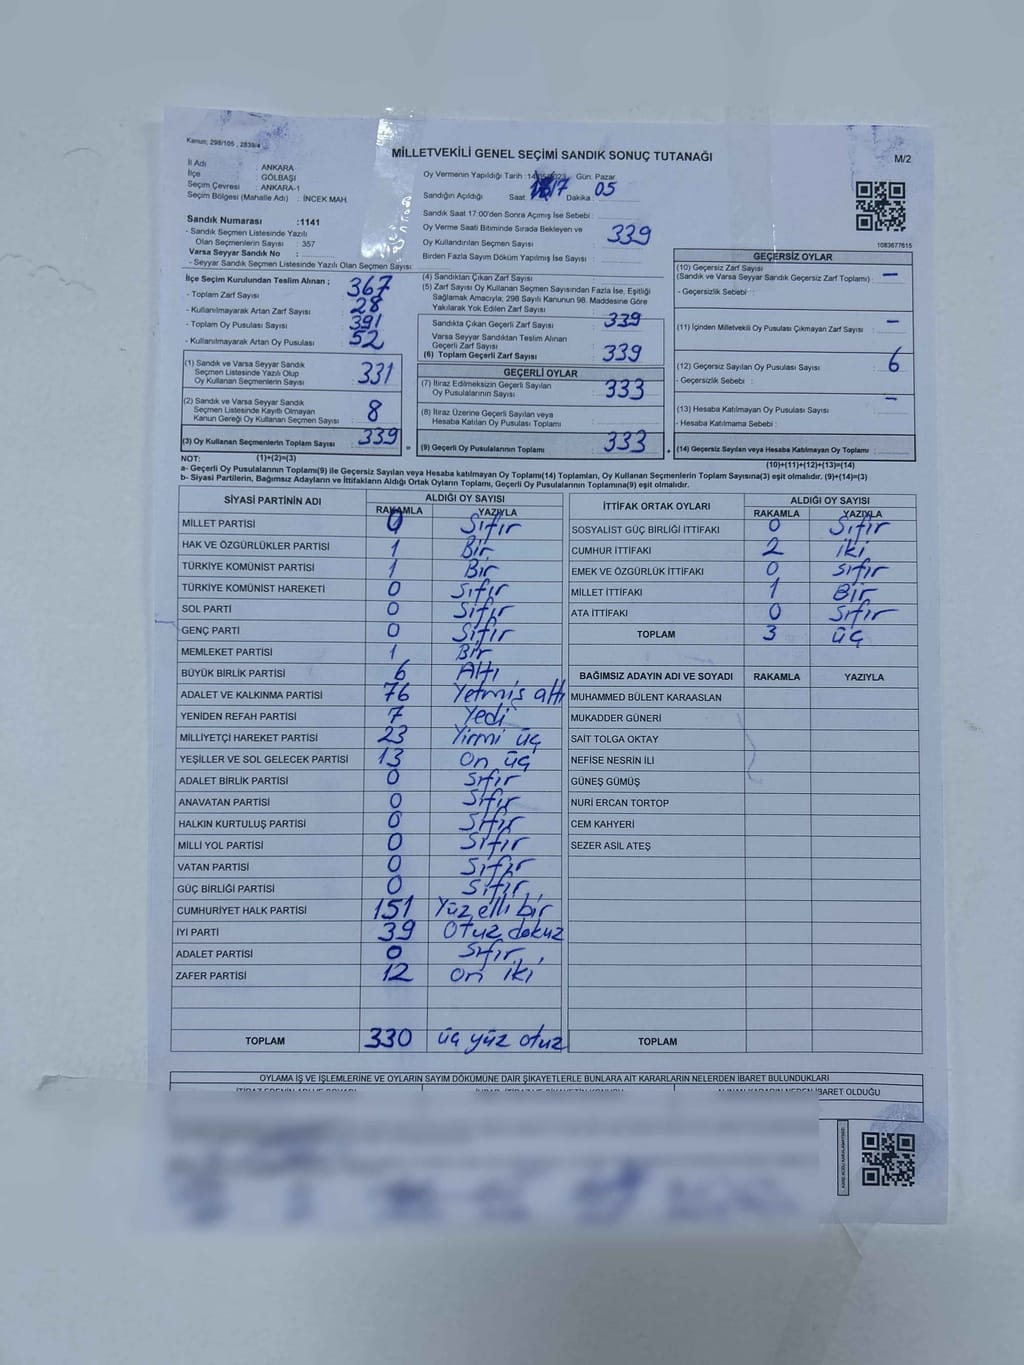 Kanun: 298/105 , 2839/4
MİLLETVEKİLİ GENEL SEÇİMİ SANDIK SONUÇ TUTANAĞI
M/2
İl Adı : ANKARA
İlçe : GÖLBAŞI
Seçim Çevresi : ANKARA-1
Seçim Bölgesi (Mahalle Adı) : İNCEK MAH.
Oy Vermenin Yapıldığı Tarih : Gün: Pazar
Sandığın Açıldığı Saat 17 Dakika 05
Sandık Saat 17:00'den Sonra Açımış İse Sebebi :
Oy Verme Saati Bitiminde Sırada Bekleyen ve
Oy Kullandırılan Seçmen Sayısı : 339
Birden Fazla Sayım Döküm Yapılmış İse Sayısı :
1083677615
Sandık Numarası :1141
- Sandık Seçmen Listesinde Yazılı
Olan Seçmenlerin Sayısı : 357
Varsa Seyyar Sandık No :
- Seyyar Sandık Seçmen Listesinde Yazılı Olan Seçmen Sayısı:
İlçe Seçim Kurulundan Teslim Alınan ;
- Toplam Zarf Sayısı 367
- Kullanılmayarak Artan Zarf Sayısı 28
- Toplam Oy Pusulası Sayısı 391
- Kullanılmayarak Artan Oy Pusulası 52
(1) Sandık ve Varsa Seyyar Sandık
Seçmen Listesinde Yazılı Olup
Oy Kullanan Seçmenlerin Sayısı : 331
(2) Sandık ve Varsa Seyyar Sandık
Seçmen Listesinde Kayıtlı Olmayan
Kanun Gereği Oy Kullanan Seçmen Sayısı : 8
(3) Oy Kullanan Seçmenlerin Toplam Sayısı : 339
(4) Sandıktan Çıkan Zarf Sayısı :
(5) Zarf Sayısı Oy Kullanan Seçmen Sayısından Fazla İse, Eşitliği
Sağlamak Amacıyla; 298 Sayılı Kanunun 98. Maddesine Göre
Yakılarak Yok Edilen Zarf Sayısı :
Sandıkta Çıkan Geçerli Zarf Sayısı : 339
Varsa Seyyar Sandıktan Teslim Alınan
Geçerli Zarf Sayısı :
(6) Toplam Geçerli Zarf Sayısı : 339
GEÇERLİ OYLAR
(7) İtiraz Edilmeksizin Geçerli Sayılan
Oy Pusulalarının Sayısı : 333
(8) İtiraz Üzerine Geçerli Sayılan veya
Hesaba Katılan Oy Pusulası Toplamı :
= (9) Geçerli Oy Pusulalarının Toplamı : 333
GEÇERSİZ OYLAR
(10) Geçersiz Zarf Sayısı
(Sandık ve Varsa Seyyar Sandık Geçersiz Zarf Toplamı) : —
- Geçersizlik Sebebi :
(11) İçinden Milletvekili Oy Pusulası Çıkmayan Zarf Sayısı : —
(12) Geçersiz Sayılan Oy Pusulası Sayısı : 6
- Geçersizlik Sebebi :
(13) Hesaba Katılmayan Oy Pusulası Sayısı : —
- Hesaba Katılmama Sebebi :
+ (14) Geçersiz Sayılan veya Hesaba Katılmayan Oy Toplamı :
NOT: (1)+(2)=(3)
(10)+(11)+(12)+(13)=(14)
a- Geçerli Oy Pusulalarının Toplamı(9) ile Geçersiz Sayılan veya Hesaba katılmayan Oy Toplam(14) Toplamları, Oy Kullanan Seçmenlerin Toplam Sayısına(3) eşit olmalıdır. (9)+(14)=(3)
b- Siyasi Partilerin, Bağımsız Adayların ve İttifakların Aldığı Ortak Oyların Toplamı, Geçerli Oy Pusulalarının Toplamına(9) eşit olmalıdır.
SİYASİ PARTİNİN ADI ALDIĞI OY SAYISI
RAKAMLA YAZIYLA
MİLLET PARTİSİ 0 Sıfır
HAK VE ÖZGÜRLÜKLER PARTİSİ 1 Bir
TÜRKİYE KOMÜNİST PARTİSİ 1 Bir
TÜRKİYE KOMÜNİST HAREKETİ 0 Sıfır
SOL PARTİ 0 Sıfır
GENÇ PARTİ 0 Sıfır
MEMLEKET PARTİSİ 1 Bir
BÜYÜK BİRLİK PARTİSİ 6 Altı
ADALET VE KALKINMA PARTİSİ 76 Yetmiş altı
YENİDEN REFAH PARTİSİ 7 Yedi
MİLLİYETÇİ HAREKET PARTİSİ 23 Yirmi üç
YEŞİLLER VE SOL GELECEK PARTİSİ 13 on üç
ADALET BİRLİK PARTİSİ 0 Sıfır
ANAVATAN PARTİSİ 0 Sıfır
HALKIN KURTULUŞ PARTİSİ 0 Sıfır
MİLLİ YOL PARTİSİ 0 Sıfır
VATAN PARTİSİ 0 Sıfır
GÜÇ BİRLİĞİ PARTİSİ 0 Sıfır
CUMHURİYET HALK PARTİSİ 151 Yüz elli bir
İYİ PARTİ 39 Otuz dokuz
ADALET PARTİSİ 0 Sıfır
ZAFER PARTİSİ 12 on iki
TOPLAM 330 üç yüz otuz
İTTİFAK ORTAK OYLARI ALDIĞI OY SAYISI
RAKAMLA YAZIYLA
SOSYALİST GÜÇ BİRLİĞİ İTTİFAKI 0 Sıfır
CUMHUR İTTİFAKI 2 iki
EMEK VE ÖZGÜRLÜK İTTİFAKI 0 sıfır
MİLLET İTTİFAKI 1 Bir
ATA İTTİFAKI 0 Sıfır
TOPLAM 3 üç
BAĞIMSIZ ADAYIN ADI VE SOYADI RAKAMLA YAZIYLA
MUHAMMED BÜLENT KARAASLAN
MUKADDER GÜNERİ
SAİT TOLGA OKTAY
NEFİSE NESRİN İLİ
GÜNEŞ GÜMÜŞ
NURİ ERCAN TORTOP
CEM KAHYERİ
SEZER ASİL ATEŞ
TOPLAM
OYLAMA İŞ VE İŞLEMLERİNE VE OYLARIN SAYIM DÖKÜMÜNE DAİR ŞİKAYETLERLE BUNLARA AİT KARARLARIN NELERDEN İBARET BULUNDUKLARI
İBARET OLDUĞU